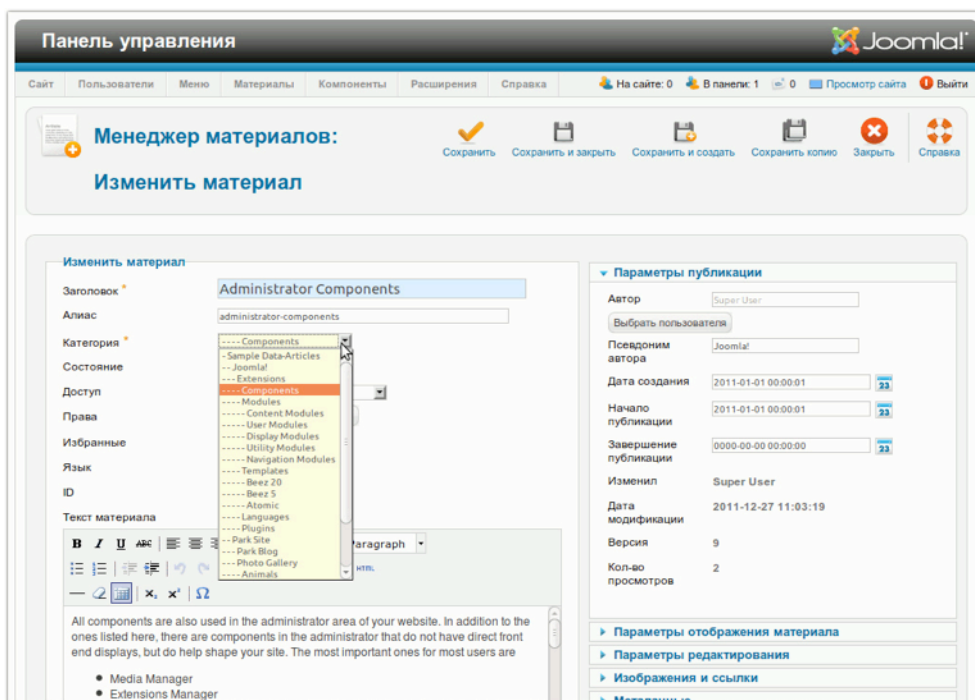 Панель управления
Joomla!
Сайт Пользователи Меню Материалы Компоненты Расширения Справка На сайте: 0 В панели: 1 0 Просмотр сайта Выйти
Менеджер материалов:
Изменить материал
Сохранить Сохранить и закрыть Сохранить и создать Сохранить копию Закрыть Справка
Изменить материал
Заголовок * Administrator Components
Алиас administrator-components
Категория * ---- Components
- Sample Data-Articles
-- Joomla!
--- Extensions
---- Components
---- Modules
----- Content Modules
----- User Modules
----- Display Modules
----- Utility Modules
----- Navigation Modules
---- Templates
----- Beez 20
----- Beez 5
----- Atomic
---- Languages
---- Plugins
-- Park Site
--- Park Blog
--- Photo Gallery
---- Animals
Состояние
Доступ
Права
Избранные
Язык
ID
Текст материала
B I U ABC Paragraph
HTML
x₂ x² Ω
All components are also used in the administrator area of your website. In addition to the
ones listed here, there are components in the administrator that do not have direct front
end displays, but do help shape your site. The most important ones for most users are
Media Manager
Extensions Manager
Параметры публикации
Автор Super User
Выбрать пользователя
Псевдоним автора Joomla!
Дата создания 2011-01-01 00:00:01 23
Начало публикации 2011-01-01 00:00:01 23
Завершение публикации 0000-00-00 00:00:00 23
Изменил Super User
Дата модификации 2011-12-27 11:03:19
Версия 9
Кол-во просмотров 2
Параметры отображения материала
Параметры редактирования
Изображения и ссылки